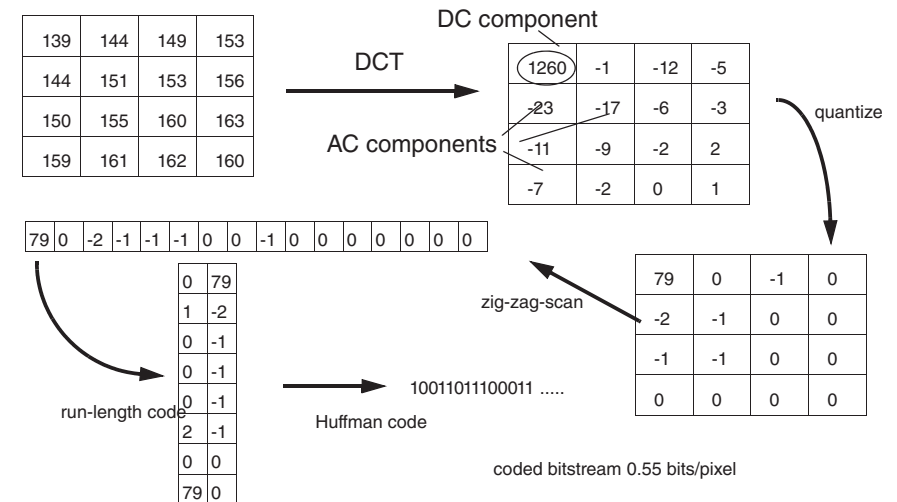 DC component
139 144 149 153
144 151 153 156
150 155 160 163
159 161 162 160
DCT
1260 -1 -12 -5
-23 -17 -6 -3
-11 -9 -2 2
-7 -2 0 1
AC components
quantize
79 0 -2 -1 -1 -1 0 0 -1 0 0 0 0 0 0 0
79 0 -1 0
-2 -1 0 0
-1 -1 0 0
0 0 0 0
zig-zag-scan
0 79
1 -2
0 -1
0 -1
0 -1
2 -1
0 0
79 0
run-length code
10011011100011 .....
Huffman code
coded bitstream 0.55 bits/pixel